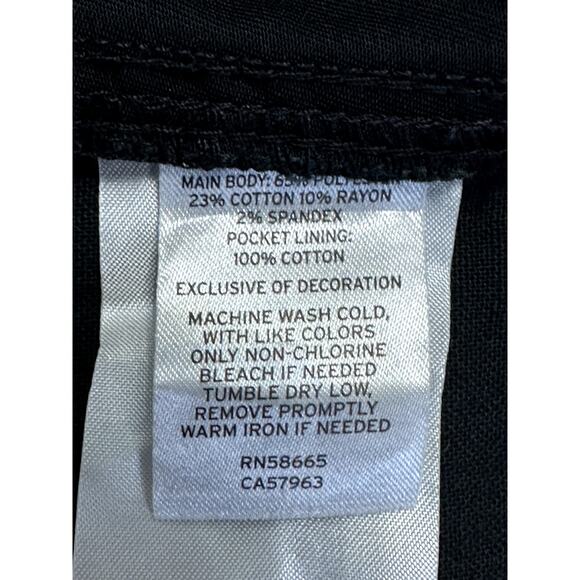 MAIN BODY: 65% POLYESTER
23% COTTON 10% RAYON
2% SPANDEX
POCKET LINING:
100% COTTON
EXCLUSIVE OF DECORATION
MACHINE WASH COLD,
WITH LIKE COLORS
ONLY NON-CHLORINE
BLEACH IF NEEDED
TUMBLE DRY LOW,
REMOVE PROMPTLY
WARM IRON IF NEEDED
RN58665
CA57963